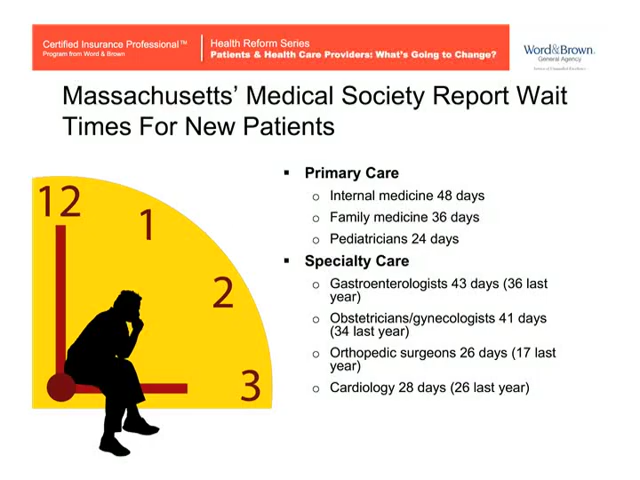 Certified Insurance Professional™
Program from Word & Brown
Health Reform Series
Patients & Health Care Providers: What's Going to Change?
Word&Brown.
General Agency
Massachusetts' Medical Society Report Wait
Times For New Patients
12
1
2
3
▪ Primary Care
o Internal medicine 48 days
o Family medicine 36 days
o Pediatricians 24 days
▪ Specialty Care
o Gastroenterologists 43 days (36 last
year)
o Obstetricians/gynecologists 41 days
(34 last year)
o Orthopedic surgeons 26 days (17 last
year)
o Cardiology 28 days (26 last year)